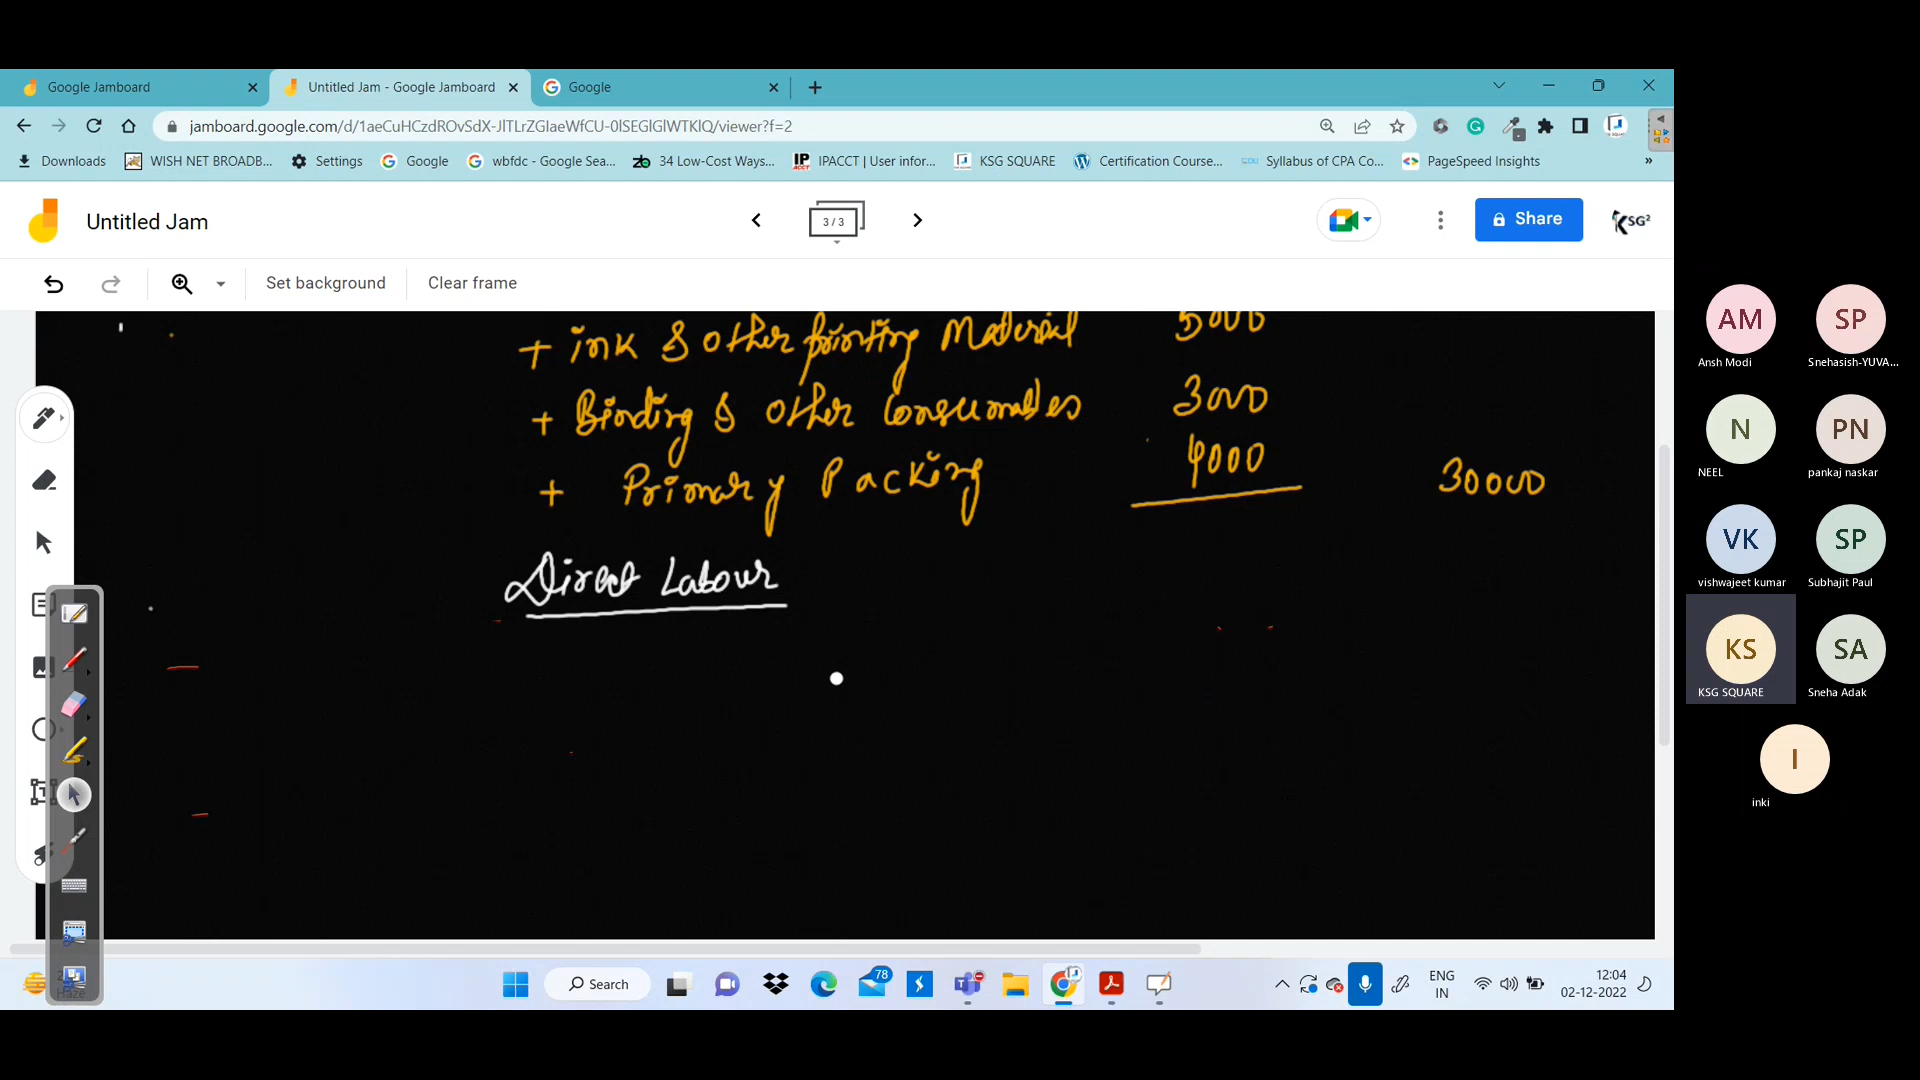 Google Jamboard
Untitled Jam - Google Jamboard
Google
jamboard.google.com/d/1aeCuHCzdROvSdX-JlTLrZGIaeWfCU-0lSEGlGlWTKlQ/viewer?f=2
Downloads
WISH NET BROADB...
Settings
Google
wbfdc - Google Sea...
34 Low-Cost Ways...
IPACCT | User infor...
KSG SQUARE
Certification Course...
Syllabus of CPA Co...
PageSpeed Insights
»
Untitled Jam
3 / 3
Share
KSG²
Set background
Clear frame
+ ink & other printing Material 5000
+ Binding & other Consumables 3000
+ Primary Packing 4000 30000
Direct Labour
AM
Ansh Modi
SP
Snehasish-YUVA...
N
NEEL
PN
pankaj naskar
VK
vishwajeet kumar
SP
Subhajit Paul
KS
KSG SQUARE
SA
Sneha Adak
I
inki
Haze
Search
78
ENG
IN
12:04
02-12-2022